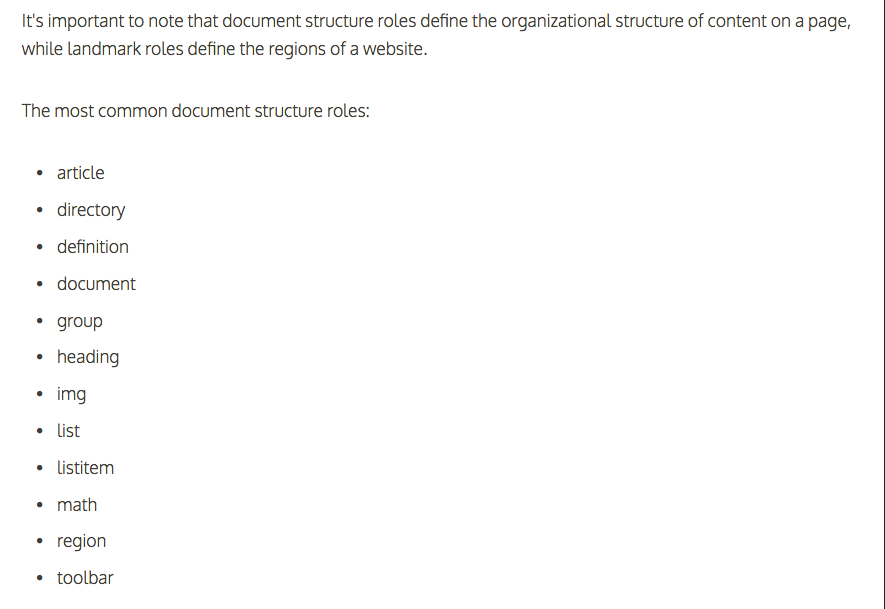 It's important to note that document structure roles define the organizational structure of content on a page,
while landmark roles define the regions of a website.
The most common document structure roles:
• article
• directory
• definition
• document
• group
• heading
• img
• list
• listitem
• math
• region
• toolbar